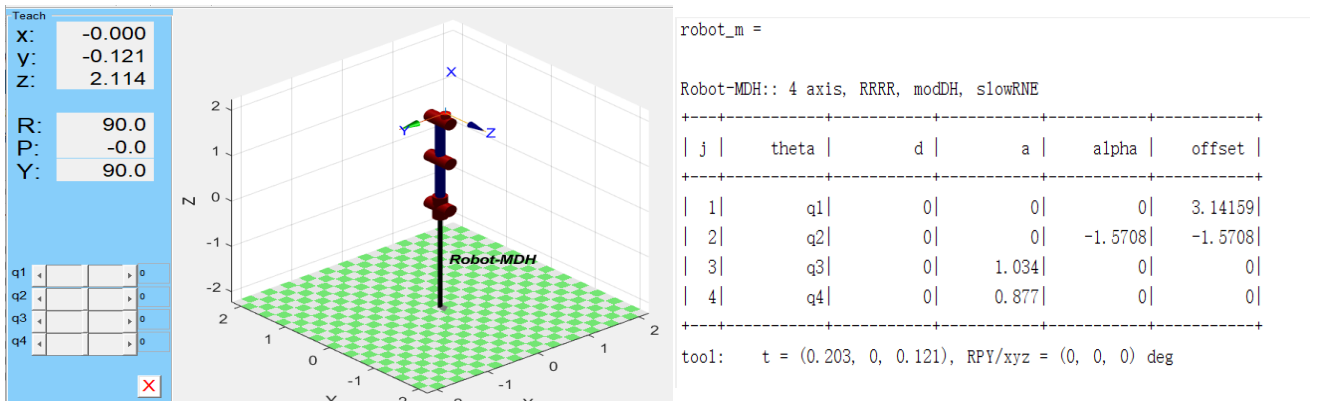 Teach
x: -0.000
y: -0.121
z: 2.114
R: 90.0
P: -0.0
Y: 90.0
q1 0
q2 0
q3 0
q4 0
X
X
Y
Z
Z
2
1
0
-1
-2
Robot-MDH
2
1
0
-1
-1
0
1
2
robot_m =
Robot-MDH:: 4 axis, RRRR, modDH, slowRNE
+---+-----------+-----------+-----------+-----------+-----------+
| j | theta | d | a | alpha | offset |
+---+-----------+-----------+-----------+-----------+-----------+
| 1| q1| 0| 0| 0| 3.14159|
| 2| q2| 0| 0| -1.5708| -1.5708|
| 3| q3| 0| 1.034| 0| 0|
| 4| q4| 0| 0.877| 0| 0|
+---+-----------+-----------+-----------+-----------+-----------+
tool: t = (0.203, 0, 0.121), RPY/xyz = (0, 0, 0) deg